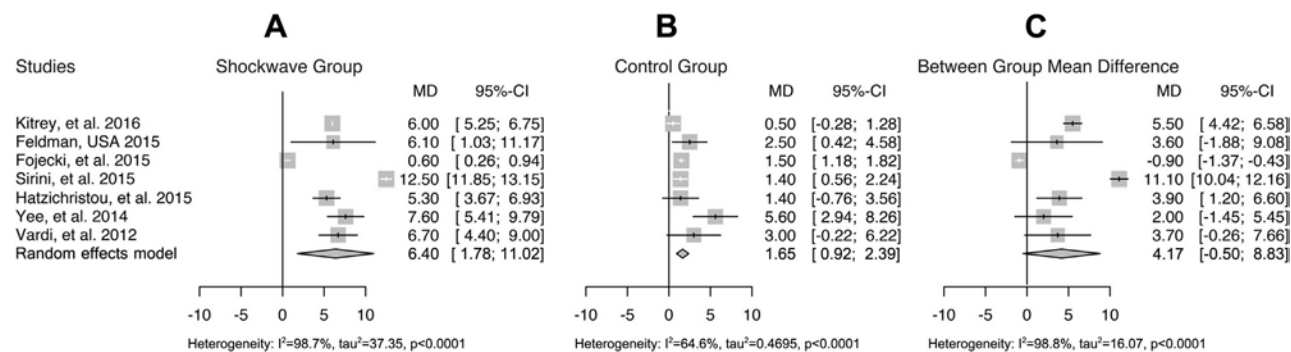 A B C
Studies Shockwave Group Control Group Between Group Mean Difference
MD 95%-CI MD 95%-CI MD 95%-CI
Kitrey, et al. 2016 6.00 [ 5.25; 6.75] 0.50 [-0.28; 1.28] 5.50 [ 4.42; 6.58]
Feldman, USA 2015 6.10 [ 1.03; 11.17] 2.50 [ 0.42; 4.58] 3.60 [ -1.88; 9.08]
Fojecki, et al. 2015 0.60 [ 0.26; 0.94] 1.50 [ 1.18; 1.82] -0.90 [ -1.37; -0.43]
Sirini, et al. 2015 12.50 [11.85; 13.15] 1.40 [ 0.56; 2.24] 11.10 [10.04; 12.16]
Hatzichristou, et al. 2015 5.30 [ 3.67; 6.93] 1.40 [-0.76; 3.56] 3.90 [ 1.20; 6.60]
Yee, et al. 2014 7.60 [ 5.41; 9.79] 5.60 [ 2.94; 8.26] 2.00 [ -1.45; 5.45]
Vardi, et al. 2012 6.70 [ 4.40; 9.00] 3.00 [ -0.22; 6.22] 3.70 [ -0.26; 7.66]
Random effects model 6.40 [ 1.78; 11.02] 1.65 [ 0.92; 2.39] 4.17 [ -0.50; 8.83]
-10 -5 0 5 10 -10 -5 0 5 10 -10 -5 0 5 10
Heterogeneity: I²=98.7%, tau²=37.35, p<0.0001 Heterogeneity: I²=64.6%, tau²=0.4695, p<0.0001 Heterogeneity: I²=98.8%, tau²=16.07, p<0.0001